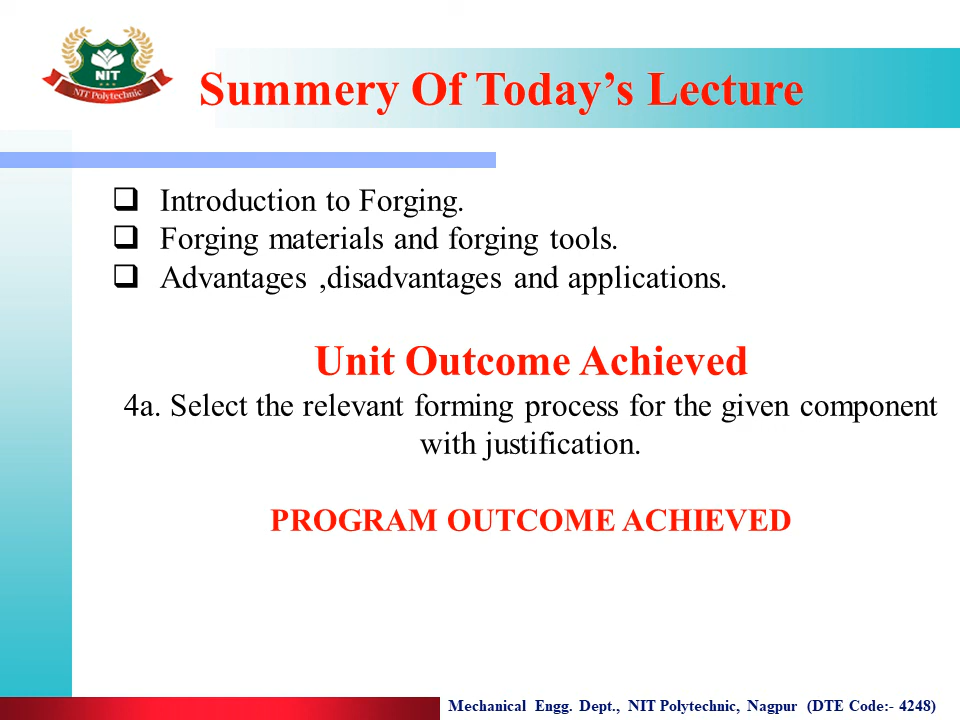 NIT
NIT Polytechnic
Summery Of Today’s Lecture
❑ Introduction to Forging.
❑ Forging materials and forging tools.
❑ Advantages ,disadvantages and applications.
Unit Outcome Achieved
4a. Select the relevant forming process for the given component
with justification.
PROGRAM OUTCOME ACHIEVED
Mechanical Engg. Dept., NIT Polytechnic, Nagpur (DTE Code:- 4248)